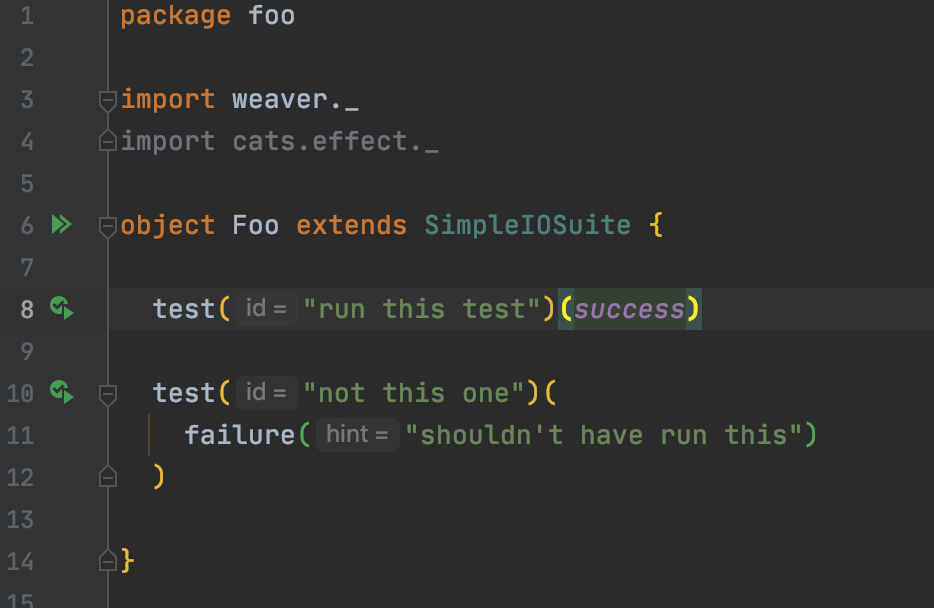 1 package foo
2
3 import weaver._
4 import cats.effect._
5
6 object Foo extends SimpleIOSuite {
7
8 test( id = "run this test")(success)
9
10 test( id = "not this one")(
11 failure( hint = "shouldn't have run this")
12 )
13
14 }
15